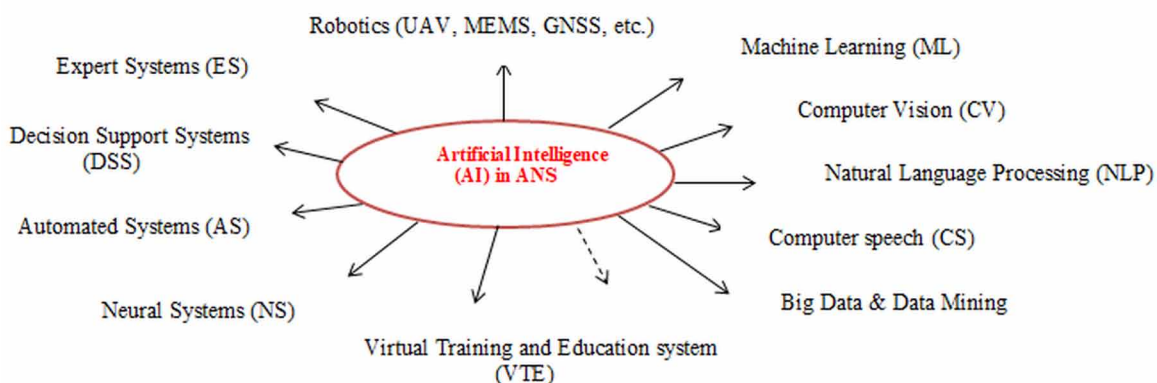 Robotics (UAV, MEMS, GNSS, etc.)
Machine Learning (ML)
Expert Systems (ES)
Computer Vision (CV)
Decision Support Systems
(DSS)
Artificial Intelligence
(AI) in ANS
Natural Language Processing (NLP)
Automated Systems (AS)
Computer speech (CS)
Neural Systems (NS)
Big Data & Data Mining
Virtual Training and Education system
(VTE)